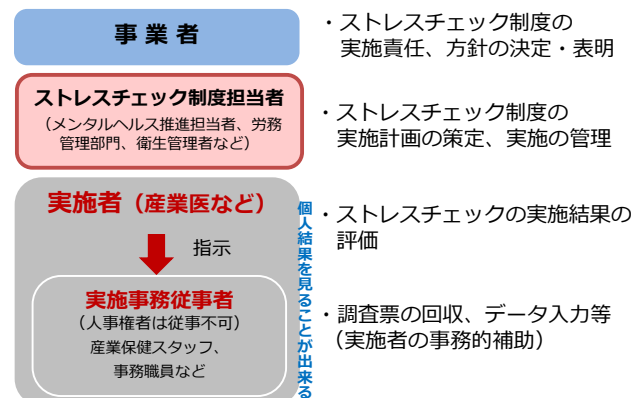 事 業 者
・ストレスチェック制度の
実施責任、方針の決定・表明
ストレスチェック制度担当者
（メンタルヘルス推進担当者、労務
管理部門、衛生管理者など）
・ストレスチェック制度の
実施計画の策定、実施の管理
実施者（産業医など）
指示
・ストレスチェックの実施結果の
評価
実施事務従事者
（人事権者は従事不可）
産業保健スタッフ、
事務職員など
個人結果を見ることが出来る
・調査票の回収、データ入力等
（実施者の事務的補助）